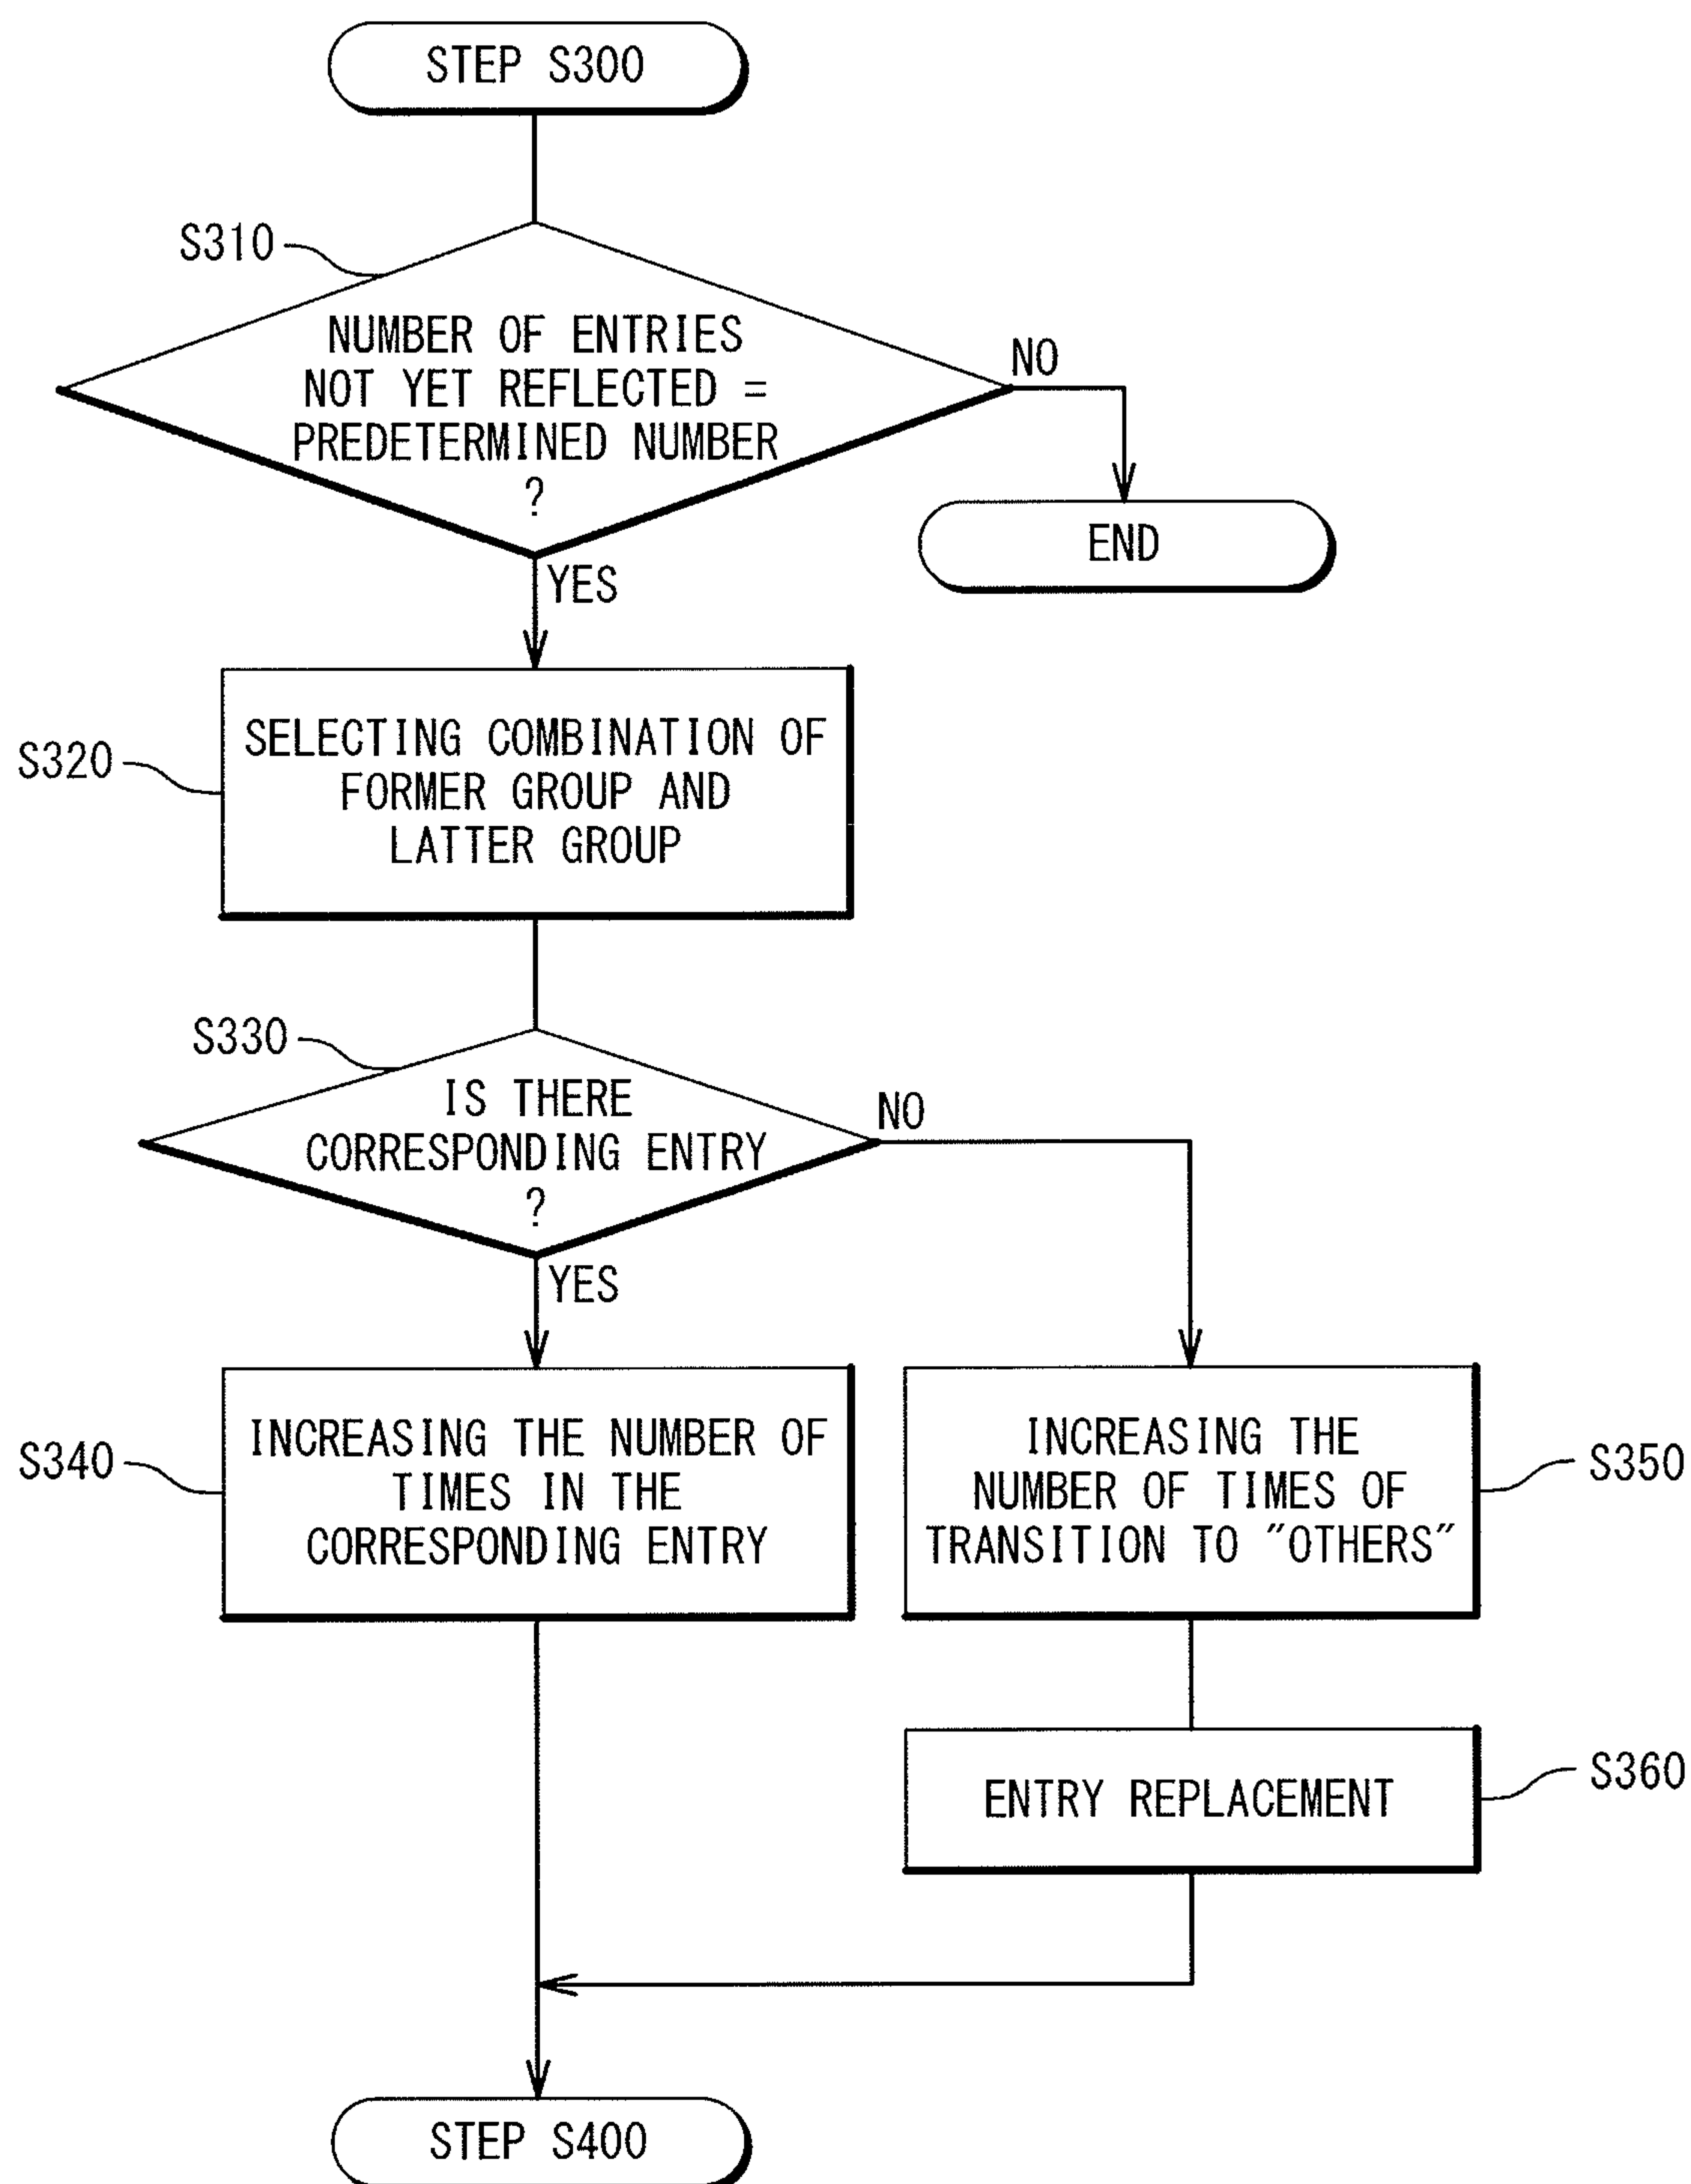 STEP S300
S310
NUMBER OF ENTRIES
NOT YET REFLECTED =
PREDETERMINED NUMBER
?
NO
END
YES
S320
SELECTING COMBINATION OF
FORMER GROUP AND
LATTER GROUP
S330
IS THERE
CORRESPONDING ENTRY
?
NO
YES
S340
INCREASING THE NUMBER OF
TIMES IN THE
CORRESPONDING ENTRY
INCREASING THE
NUMBER OF TIMES OF
TRANSITION TO "OTHERS"
S350
ENTRY REPLACEMENT
S360
STEP S400